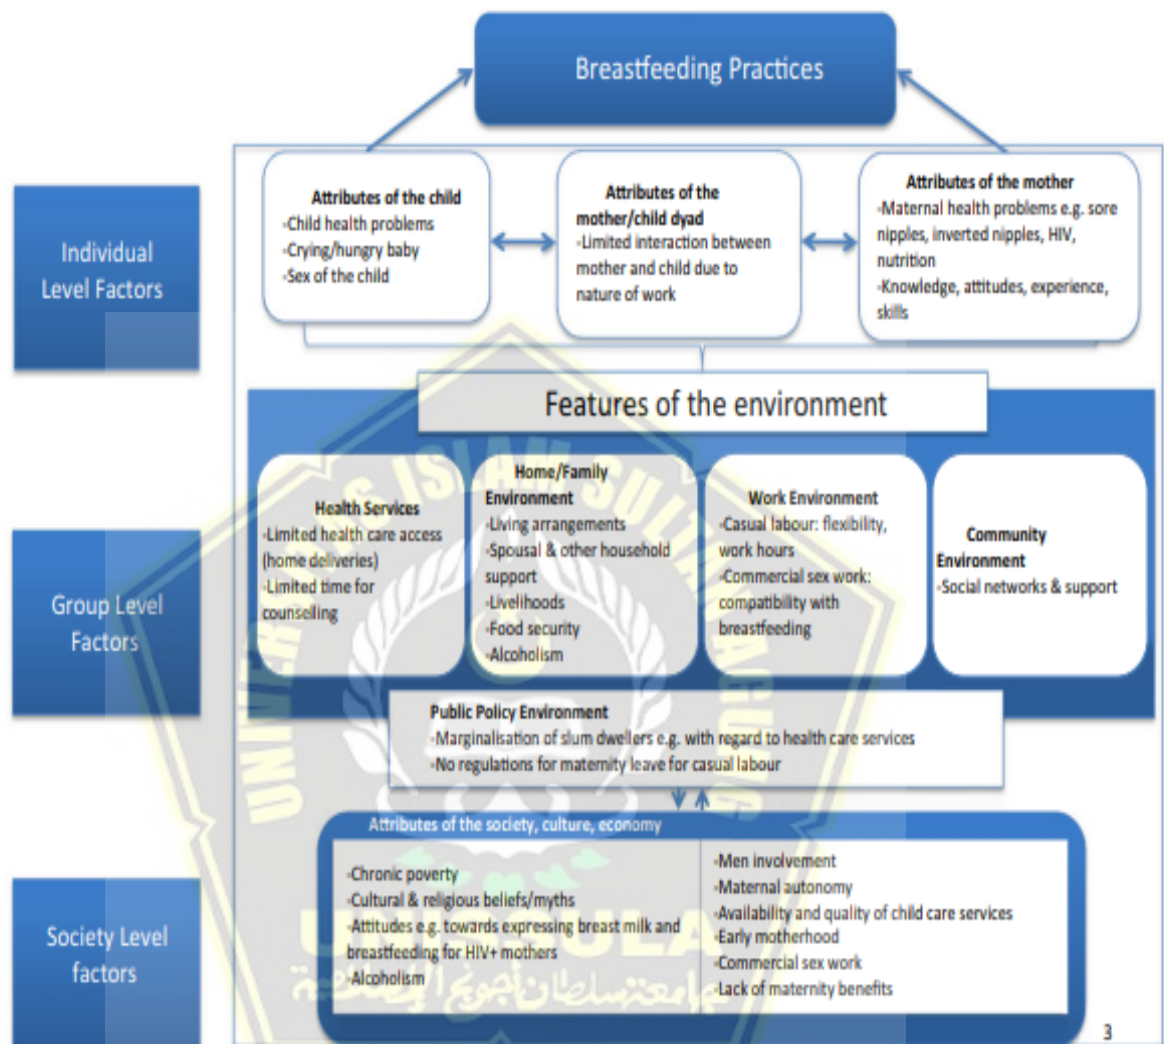 Breastfeeding Practices
Individual
Level Factors
Attributes of the child
-Child health problems
-Crying/hungry baby
-Sex of the child
Attributes of the
mother/child dyad
-Limited interaction between
mother and child due to
nature of work
Attributes of the mother
-Maternal health problems e.g. sore
nipples, inverted nipples, HIV,
nutrition
-Knowledge, attitudes, experience,
skills
Features of the environment
Group Level
Factors
Health Services
-Limited health care access
(home deliveries)
-Limited time for
counselling
Home/Family
Environment
-Living arrangements
-Spousal & other household
support
-Livelihoods
-Food security
-Alcoholism
Work Environment
-Casual labour: flexibility,
work hours
-Commercial sex work:
compatibility with
breastfeeding
Community
Environment
-Social networks & support
Public Policy Environment
-Marginalisation of slum dwellers e.g. with regard to health care services
-No regulations for maternity leave for casual labour
Society Level
factors
Attributes of the society, culture, economy
-Chronic poverty
-Cultural & religious beliefs/myths
-Attitudes e.g. towards expressing breast milk and
breastfeeding for HIV+ mothers
-Alcoholism
-Men involvement
-Maternal autonomy
-Availability and quality of child care services
-Early motherhood
-Commercial sex work
-Lack of maternity benefits
3
ISLAM SULTAN AGUNG
UNISSULA
جامعة سلطان أجونج الإسلامية